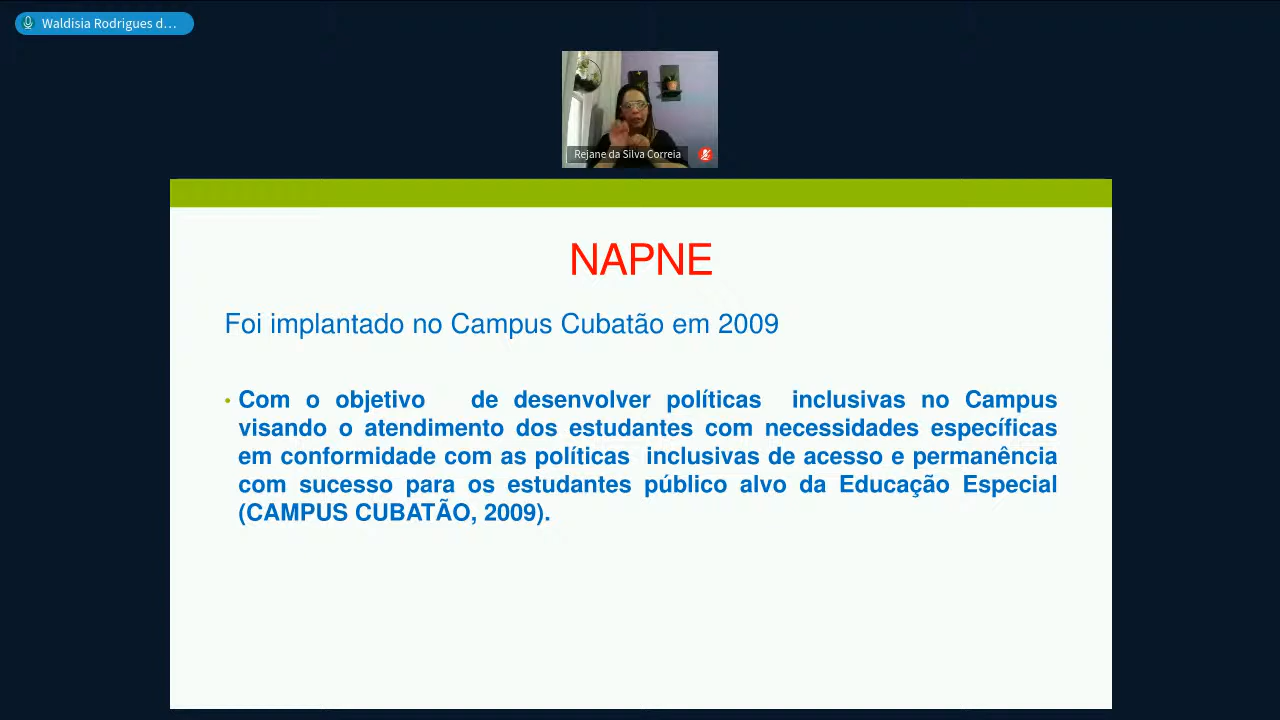 Waldisia Rodrigues d...
Rejane da Silva Correia
NAPNE
Foi implantado no Campus Cubatão em 2009
• Com o objetivo de desenvolver políticas inclusivas no Campus
visando o atendimento dos estudantes com necessidades específicas
em conformidade com as políticas inclusivas de acesso e permanência
com sucesso para os estudantes público alvo da Educação Especial
(CAMPUS CUBATÃO, 2009).